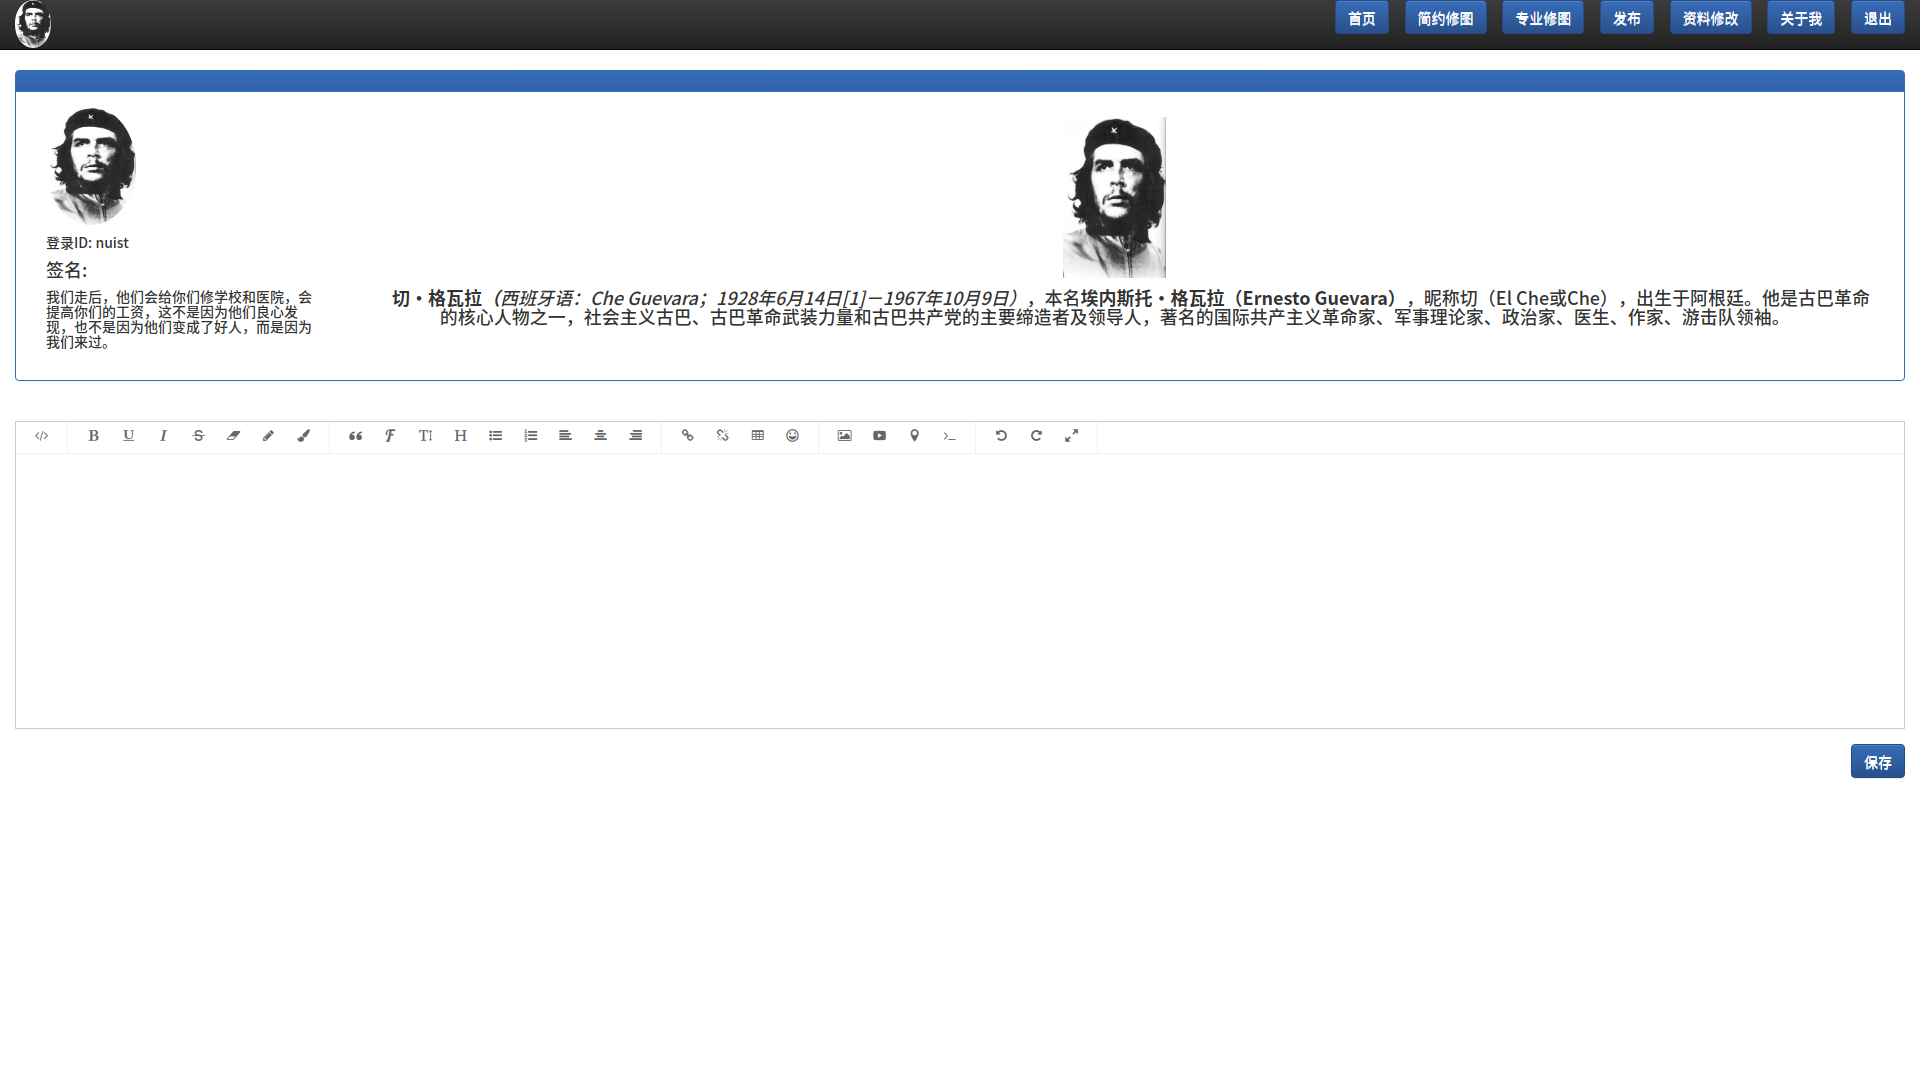 首页 简约修图 专业修图 发布 资料修改 关于我 退出
登录ID: nuist
签名:
我们走后，他们会给你们修学校和医院，会
提高你们的工资，这不是因为他们良心发
现，也不是因为他们变成了好人，而是因为
我们来过。
切·格瓦拉（西班牙语：Che Guevara；1928年6月14日[1]－1967年10月9日），本名埃内斯托·格瓦拉（Ernesto Guevara），昵称切（El Che或Che），出生于阿根廷。他是古巴革命
的核心人物之一，社会主义古巴、古巴革命武装力量和古巴共产党的主要缔造者及领导人，著名的国际共产主义革命家、军事理论家、政治家、医生、作家、游击队领袖。
保存